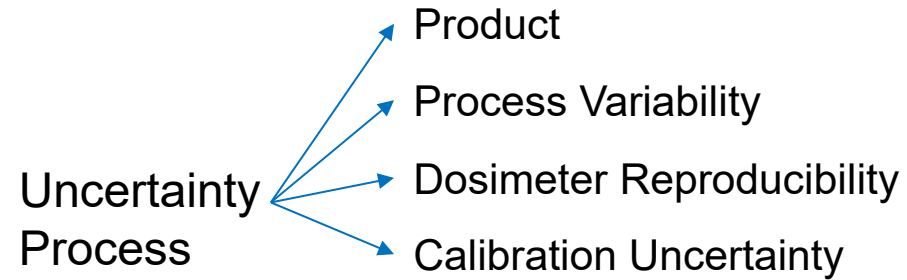 Product
Process Variability
Dosimeter Reproducibility
Uncertainty
Process
Calibration Uncertainty